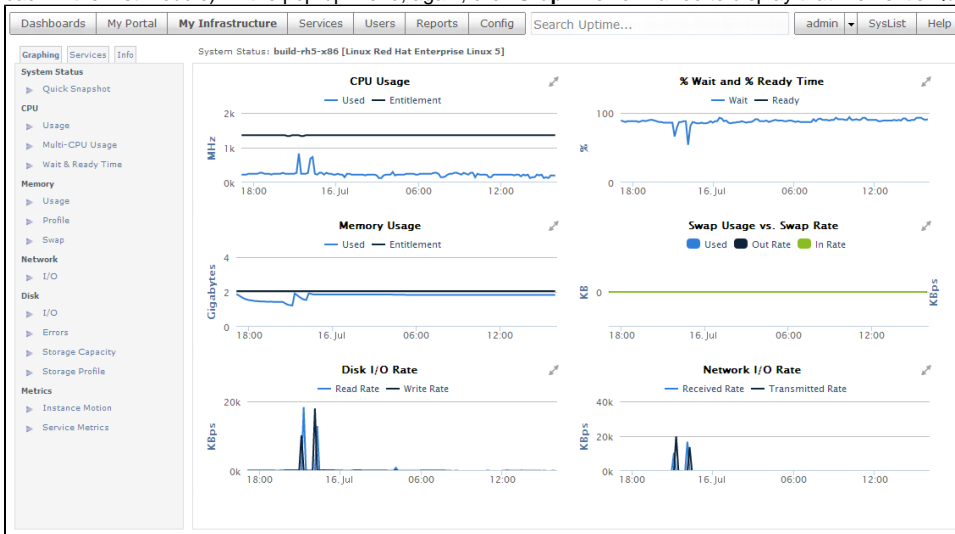 Dashboards My Portal My Infrastructure Services Users Reports Config Search Uptime... admin SysList Help
Graphing Services Info
System Status
Quick Snapshot
CPU
Usage
Multi-CPU Usage
Wait & Ready Time
Memory
Usage
Profile
Swap
Network
I/O
Disk
I/O
Errors
Storage Capacity
Storage Profile
Metrics
Instance Motion
Service Metrics
System Status: build-rh5-x86 [Linux Red Hat Enterprise Linux 5]
CPU Usage
Used Entitlement
MHz
2k
1k
0k
18:00 16. Jul 06:00 12:00
% Wait and % Ready Time
Wait Ready
%
100
0
18:00 16. Jul 06:00 12:00
Memory Usage
Used Entitlement
Gigabytes
4
2
0
18:00 16. Jul 06:00 12:00
Swap Usage vs. Swap Rate
Used Out Rate In Rate
KB
0
KBps
18:00 16. Jul 06:00 12:00
Disk I/O Rate
Read Rate Write Rate
KBps
20k
0k
18:00 16. Jul 06:00 12:00
Network I/O Rate
Received Rate Transmitted Rate
KBps
40k
20k
0k
18:00 16. Jul 06:00 12:00